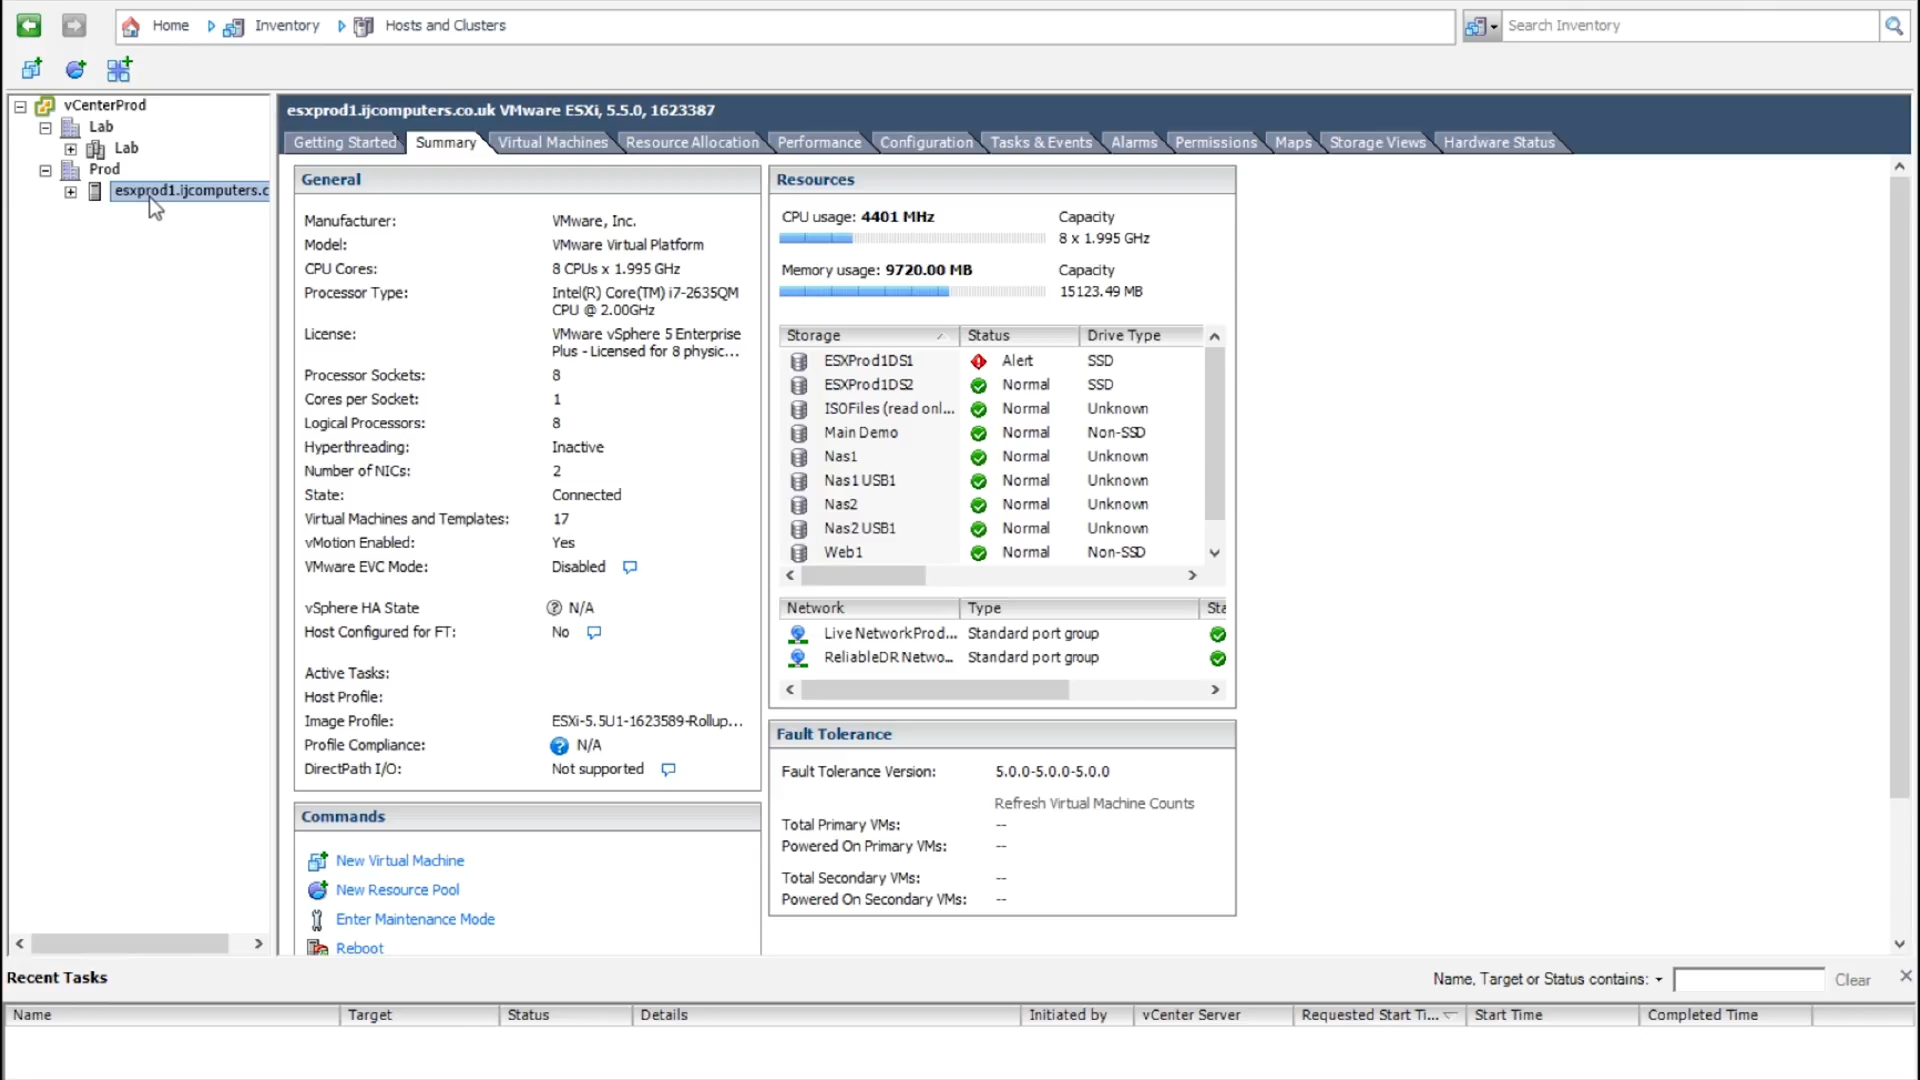 Home Inventory Hosts and Clusters
Search Inventory
vCenterProd
Lab
Lab
Prod
esxprod1.ijcomputers.c
esxprod1.ijcomputers.co.uk VMware ESXi, 5.5.0, 1623387
Getting Started Summary Virtual Machines Resource Allocation Performance Configuration Tasks & Events Alarms Permissions Maps Storage Views Hardware Status
General
Manufacturer: VMware, Inc.
Model: VMware Virtual Platform
CPU Cores: 8 CPUs x 1.995 GHz
Processor Type: Intel(R) Core(TM) i7-2635QM
CPU @ 2.00GHz
License: VMware vSphere 5 Enterprise
Plus - Licensed for 8 physic...
Processor Sockets: 8
Cores per Socket: 1
Logical Processors: 8
Hyperthreading: Inactive
Number of NICs: 2
State: Connected
Virtual Machines and Templates: 17
vMotion Enabled: Yes
VMware EVC Mode: Disabled
vSphere HA State N/A
Host Configured for FT: No
Active Tasks:
Host Profile:
Image Profile: ESXi-5.5U1-1623589-Rollup...
Profile Compliance: N/A
DirectPath I/O: Not supported
Commands
New Virtual Machine
New Resource Pool
Enter Maintenance Mode
Reboot
Resources
CPU usage: 4401 MHz Capacity
8 x 1.995 GHz
Memory usage: 9720.00 MB Capacity
15123.49 MB
Storage Status Drive Type
ESXProd1DS1 Alert SSD
ESXProd1DS2 Normal SSD
ISOFiles (read onl... Normal Unknown
Main Demo Normal Non-SSD
Nas1 Normal Unknown
Nas1 USB1 Normal Unknown
Nas2 Normal Unknown
Nas2 USB1 Normal Unknown
Web1 Normal Non-SSD
Network Type Sta
Live Network Prod... Standard port group
ReliableDR Netwo... Standard port group
Fault Tolerance
Fault Tolerance Version: 5.0.0-5.0.0-5.0.0
Refresh Virtual Machine Counts
Total Primary VMs: --
Powered On Primary VMs: --
Total Secondary VMs: --
Powered On Secondary VMs: --
Recent Tasks
Name, Target or Status contains: Clear
Name Target Status Details Initiated by vCenter Server Requested Start Ti... Start Time Completed Time